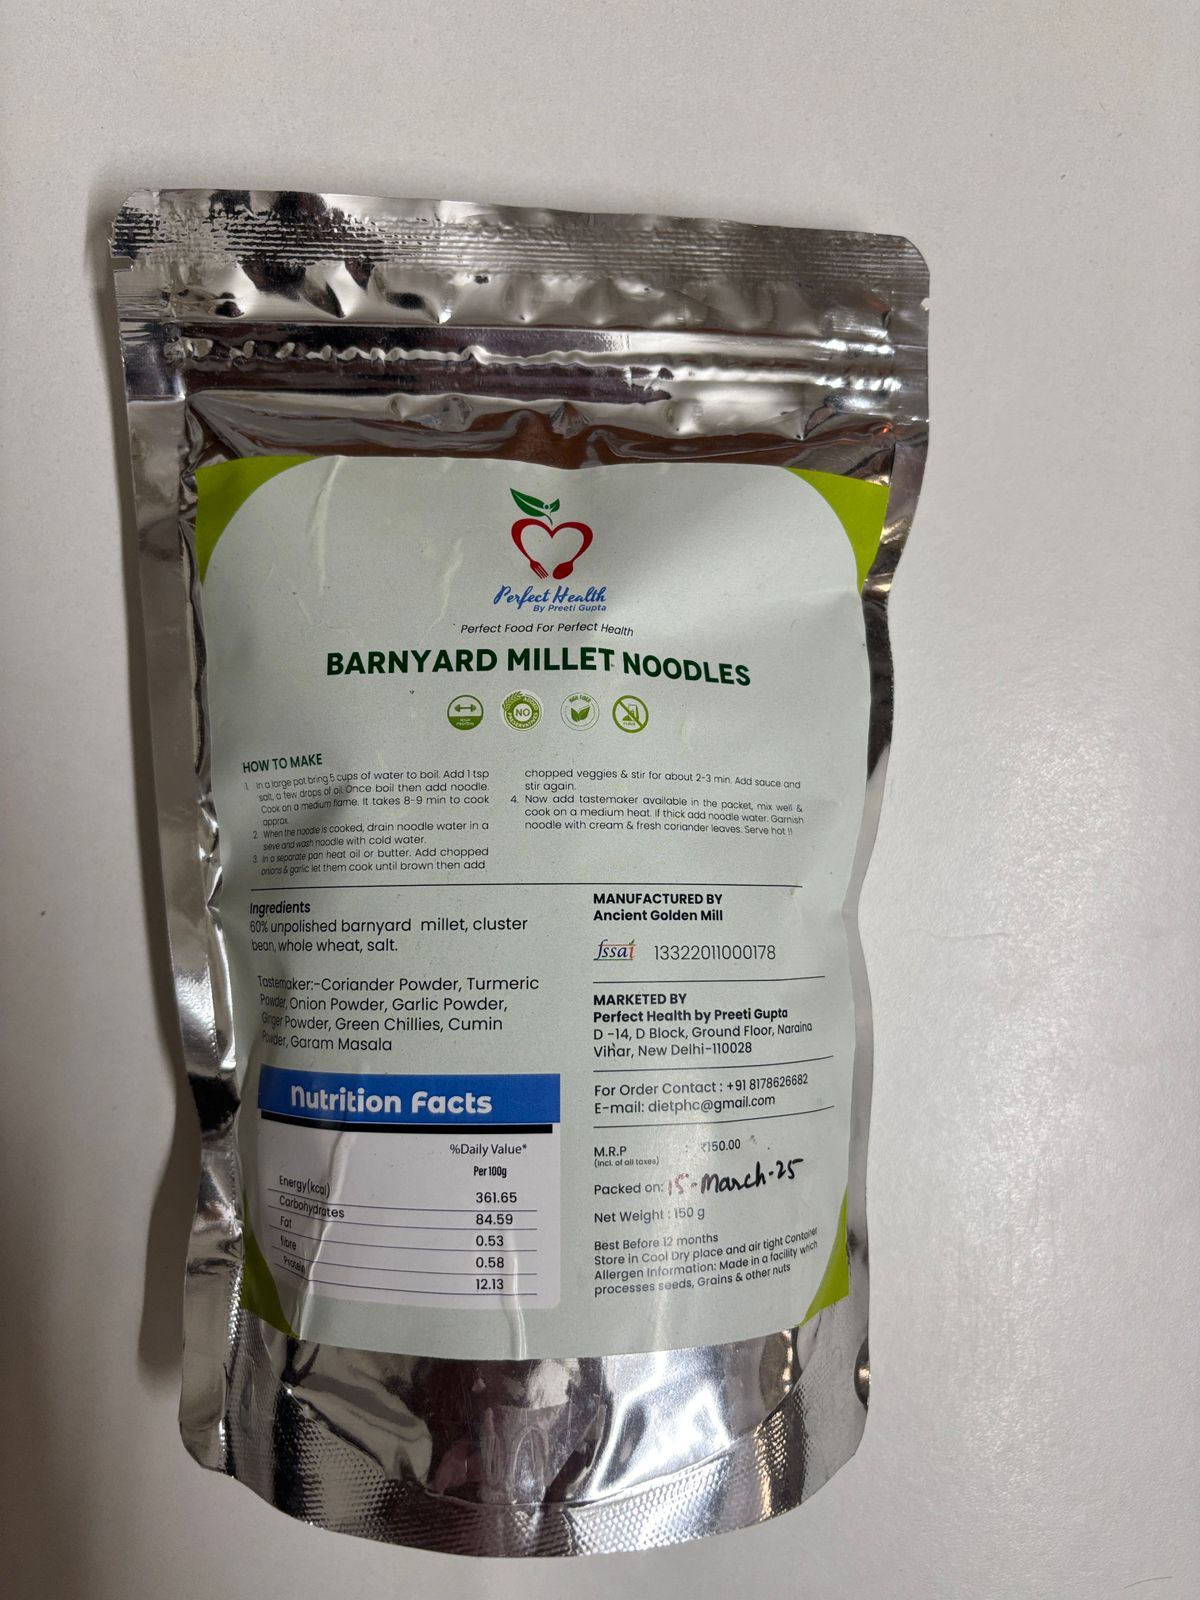 Perfect Health
By Preeti Gupta
Perfect Food For Perfect Health
BARNYARD MILLET NOODLES
HIGH PROTEIN
NO
PRESERVATIVES
HIGH FIBER
HOW TO MAKE
1. In a large pot bring 5 cups of water to boil. Add 1 tsp
salt, a few drops of oil. Once boil then add noodle.
Cook on a medium flame. It takes 8-9 min to cook
approx.
2. When the noodle is cooked, drain noodle water in a
sieve and wash noodle with cold water.
3. In a separate pan heat oil or butter. Add chopped
onions & garlic let them cook until brown then add
chopped veggies & stir for about 2-3 min. Add sauce and
stir again.
4. Now add tastemaker available in the packet, mix well &
cook on a medium heat. If thick add noodle water. Garnish
noodle with cream & fresh coriander leaves. Serve hot !!
Ingredients
60% unpolished barnyard millet, cluster
bean, whole wheat, salt.
Tastemaker:-Coriander Powder, Turmeric
Powder, Onion Powder, Garlic Powder,
Ginger Powder, Green Chillies, Cumin
Powder, Garam Masala
Nutrition Facts
%Daily Value*
Per 100g
Energy(kcal) 361.65
Carbohydrates 84.59
Fat 0.53
fibre 0.58
Protein 12.13
MANUFACTURED BY
Ancient Golden Mill
fssai 13322011000178
MARKETED BY
Perfect Health by Preeti Gupta
D -14, D Block, Ground Floor, Naraina
Vihar, New Delhi-110028
For Order Contact : +91 8178626682
E-mail: dietphc@gmail.com
M.R.P : ₹150.00
(Incl. of all taxes)
Packed on: 15-March-25
Net Weight : 150 g
Best Before 12 months
Store in Cool Dry place and air tight Container
Allergen Information: Made in a facility which
processes seeds, Grains & other nuts